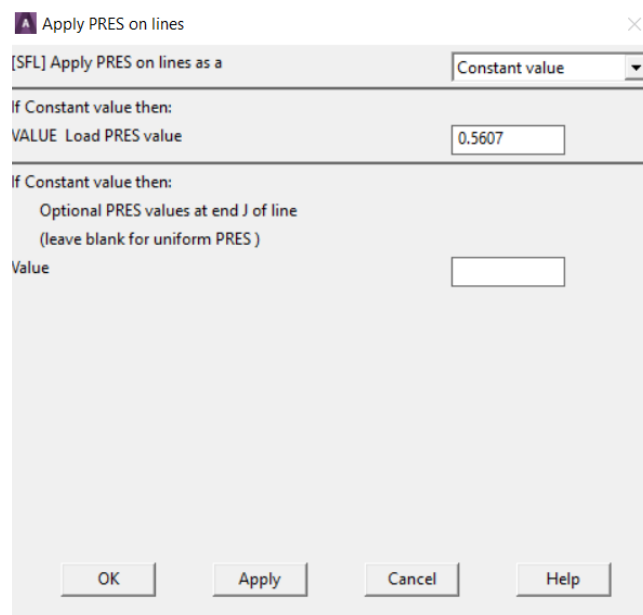 Apply PRES on lines
[SFL] Apply PRES on lines as a Constant value
If Constant value then:
VALUE Load PRES value 0.5607
If Constant value then:
Optional PRES values at end J of line
(leave blank for uniform PRES )
Value
OK Apply Cancel Help